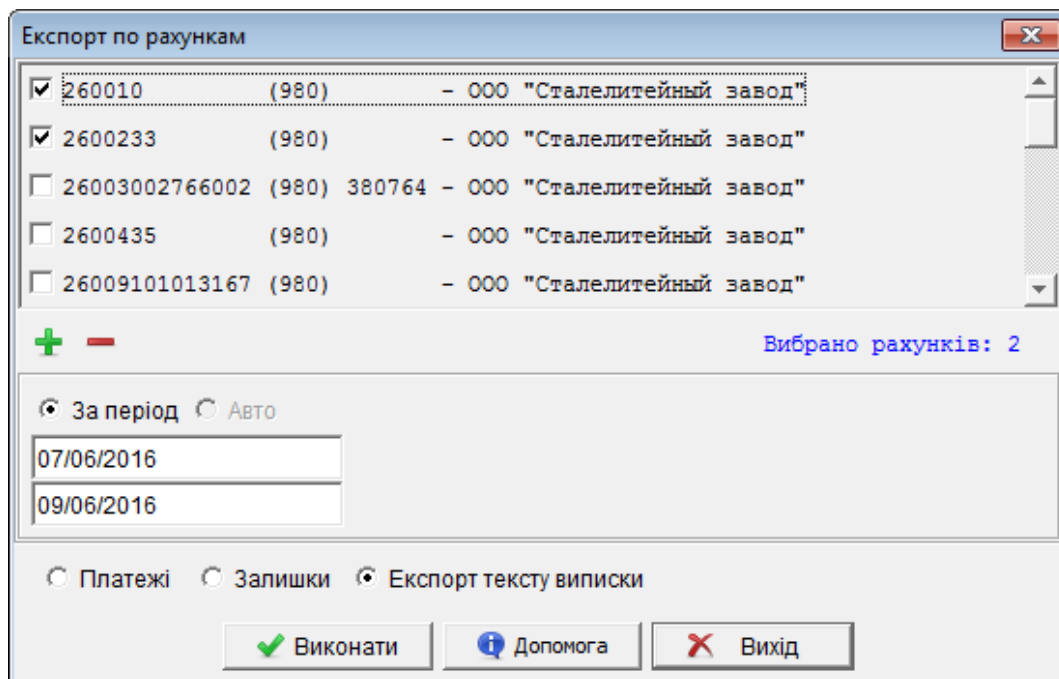 Експорт по рахункам
260010 (980) – ООО "Сталелитейный завод"
2600233 (980) – ООО "Сталелитейный завод"
26003002766002 (980) 380764 – ООО "Сталелитейный завод"
2600435 (980) – ООО "Сталелитейный завод"
26009101013167 (980) – ООО "Сталелитейный завод"
Вибрано рахунків: 2
За період Авто
07/06/2016
09/06/2016
Платежі Залишки Експорт тексту виписки
Виконати Допомога Вихід